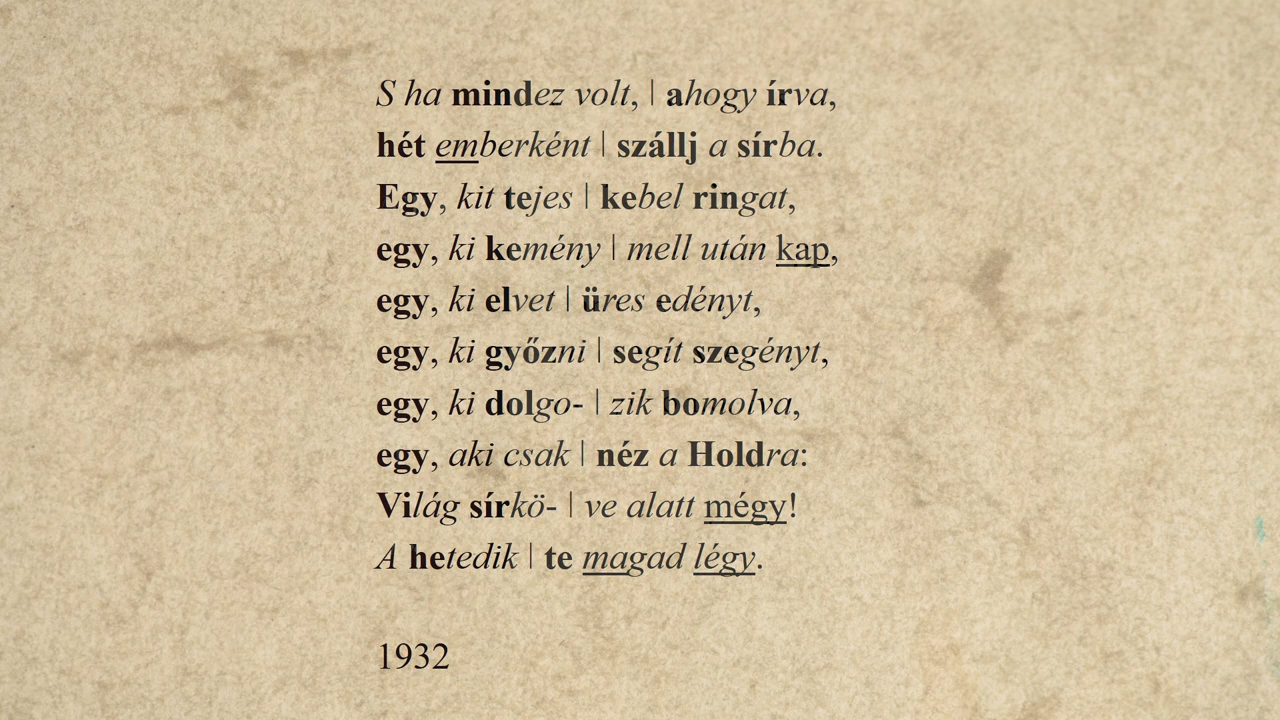 S ha mindez volt, | ahogy írva,
hét emberként | szállj a sírba.
Egy, kit tejes | kebel ringat,
egy, ki kemény | mell után kap,
egy, ki elvet | üres edényt,
egy, ki győzni | segít szegényt,
egy, ki dolgo- | zik bomolva,
egy, aki csak | néz a Holdra:
Világ sírkö- | ve alatt mégy!
A hetedik | te magad légy.
1932